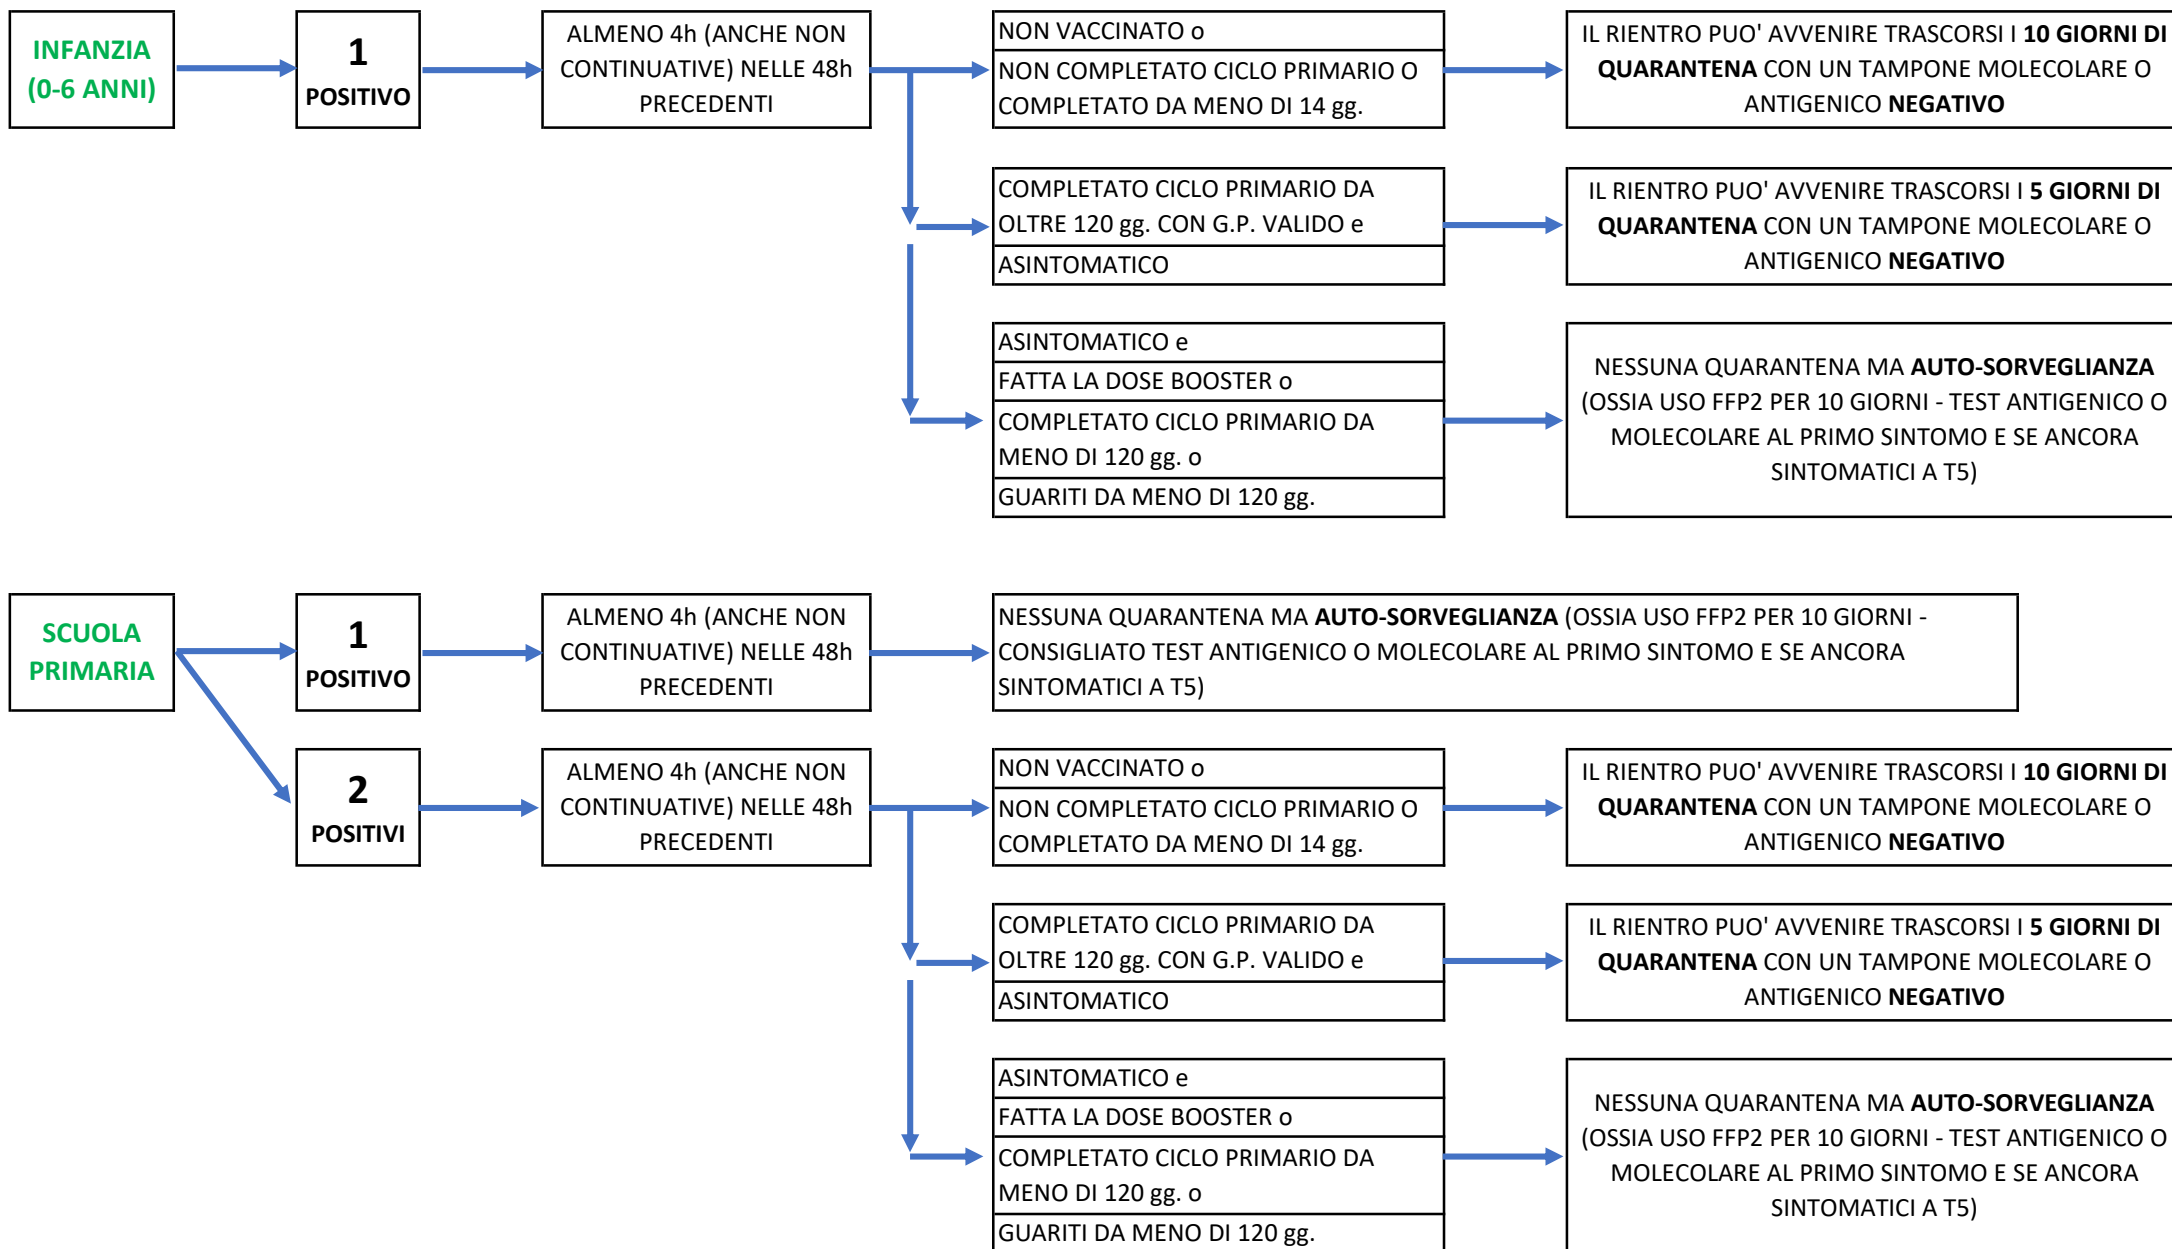 INFANZIA
(0-6 ANNI)
1
POSITIVO
ALMENO 4h (ANCHE NON
CONTINUATIVE) NELLE 48h
PRECEDENTI
NON VACCINATO o
NON COMPLETATO CICLO PRIMARIO O
COMPLETATO DA MENO DI 14 gg.
IL RIENTRO PUO' AVVENIRE TRASCORSI I 10 GIORNI DI
QUARANTENA CON UN TAMPONE MOLECOLARE O
ANTIGENICO NEGATIVO
COMPLETATO CICLO PRIMARIO DA
OLTRE 120 gg. CON G.P. VALIDO e
ASINTOMATICO
IL RIENTRO PUO' AVVENIRE TRASCORSI I 5 GIORNI DI
QUARANTENA CON UN TAMPONE MOLECOLARE O
ANTIGENICO NEGATIVO
ASINTOMATICO e
FATTA LA DOSE BOOSTER o
COMPLETATO CICLO PRIMARIO DA
MENO DI 120 gg. o
GUARITI DA MENO DI 120 gg.
NESSUNA QUARANTENA MA AUTO-SORVEGLIANZA
(OSSIA USO FFP2 PER 10 GIORNI - TEST ANTIGENICO O
MOLECOLARE AL PRIMO SINTOMO E SE ANCORA
SINTOMATICI A T5)
SCUOLA
PRIMARIA
1
POSITIVO
ALMENO 4h (ANCHE NON
CONTINUATIVE) NELLE 48h
PRECEDENTI
NESSUNA QUARANTENA MA AUTO-SORVEGLIANZA (OSSIA USO FFP2 PER 10 GIORNI -
CONSIGLIATO TEST ANTIGENICO O MOLECOLARE AL PRIMO SINTOMO E SE ANCORA
SINTOMATICI A T5)
2
POSITIVI
ALMENO 4h (ANCHE NON
CONTINUATIVE) NELLE 48h
PRECEDENTI
NON VACCINATO o
NON COMPLETATO CICLO PRIMARIO O
COMPLETATO DA MENO DI 14 gg.
IL RIENTRO PUO' AVVENIRE TRASCORSI I 10 GIORNI DI
QUARANTENA CON UN TAMPONE MOLECOLARE O
ANTIGENICO NEGATIVO
COMPLETATO CICLO PRIMARIO DA
OLTRE 120 gg. CON G.P. VALIDO e
ASINTOMATICO
IL RIENTRO PUO' AVVENIRE TRASCORSI I 5 GIORNI DI
QUARANTENA CON UN TAMPONE MOLECOLARE O
ANTIGENICO NEGATIVO
ASINTOMATICO e
FATTA LA DOSE BOOSTER o
COMPLETATO CICLO PRIMARIO DA
MENO DI 120 gg. o
GUARITI DA MENO DI 120 gg.
NESSUNA QUARANTENA MA AUTO-SORVEGLIANZA
(OSSIA USO FFP2 PER 10 GIORNI - TEST ANTIGENICO O
MOLECOLARE AL PRIMO SINTOMO E SE ANCORA
SINTOMATICI A T5)